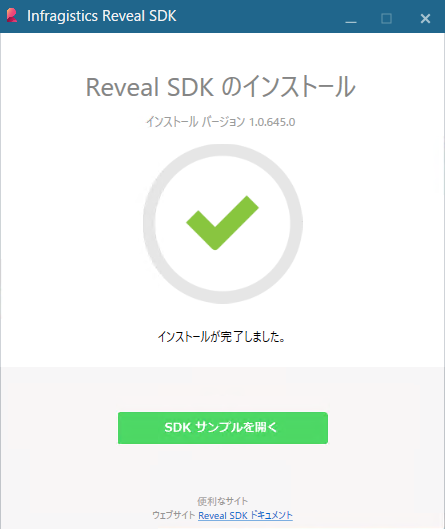 Infragistics Reveal SDK
Reveal SDK のインストール
インストール バージョン 1.0.645.0
インストールが完了しました。
SDK サンプルを開く
便利なサイト
ウェブサイト Reveal SDK ドキュメント